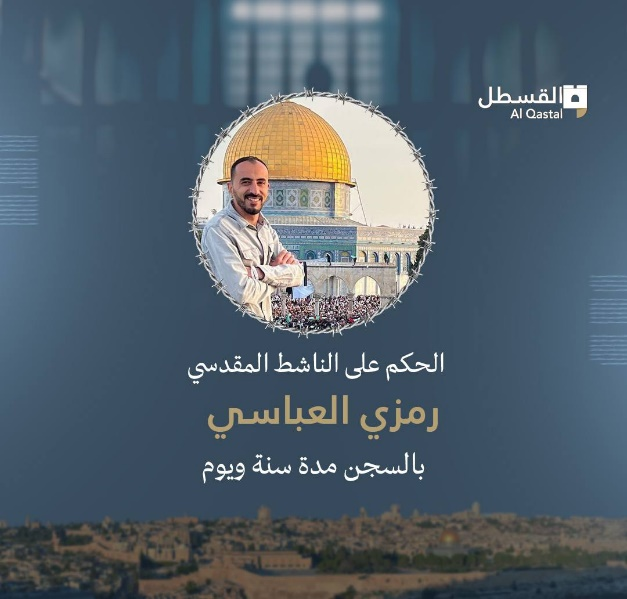 القسطل
Al Qastal
الحكم على الناشط المقدسي
رمزي العباسي
بالسجن مدة سنة ويوم